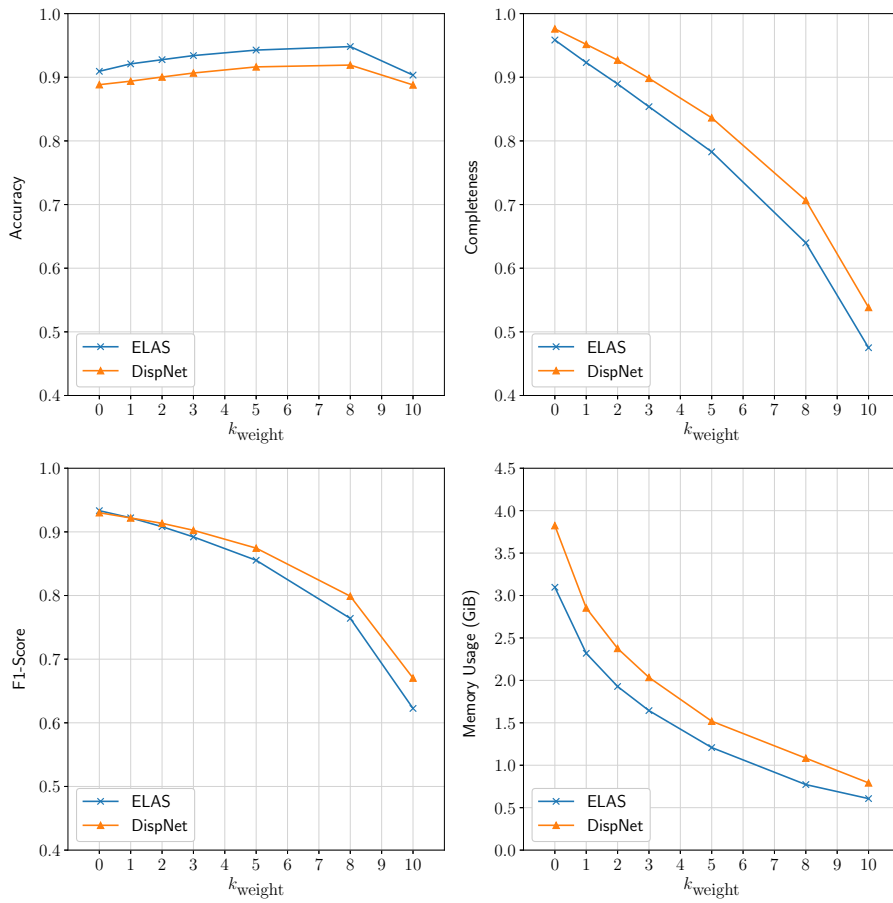 1.0
0.9
0.8
0.7
0.6
0.5
0.4
Accuracy
ELAS
DispNet
0 1 2 3 4 5 6 7 8 9 10
k_weight
1.0
0.9
0.8
0.7
0.6
0.5
0.4
Completeness
ELAS
DispNet
0 1 2 3 4 5 6 7 8 9 10
k_weight
1.0
0.9
0.8
0.7
0.6
0.5
0.4
F1-Score
ELAS
DispNet
0 1 2 3 4 5 6 7 8 9 10
k_weight
4.5
4.0
3.5
3.0
2.5
2.0
1.5
1.0
0.5
0.0
Memory Usage (GiB)
ELAS
DispNet
0 1 2 3 4 5 6 7 8 9 10
k_weight